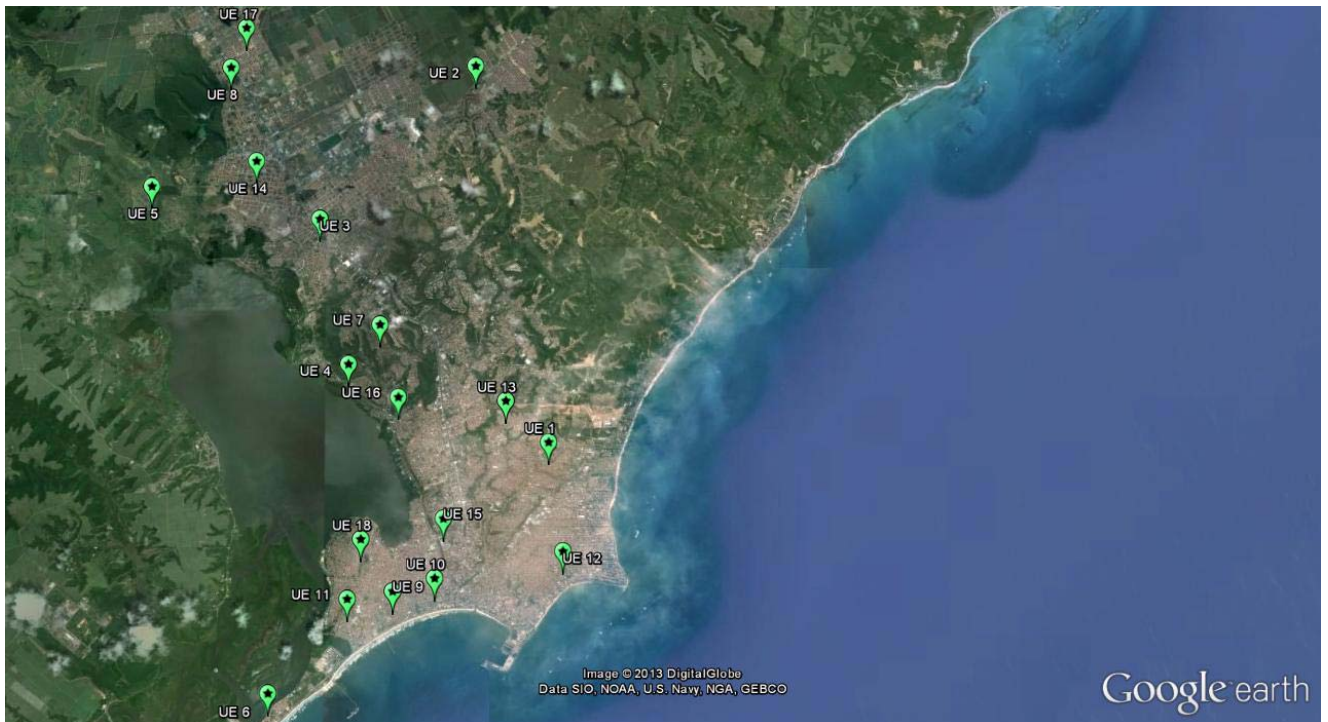 UE 17
UE 2
UE 8
UE 14
UE 5
UE 3
UE 7
UE 4
UE 16
UE 13
UE 1
UE 15
UE 18
UE 12
UE 10
UE 9
UE 11
UE 6
Image © 2013 DigitalGlobe
Data SIO, NOAA, U.S. Navy, NGA, GEBCO
Google earth